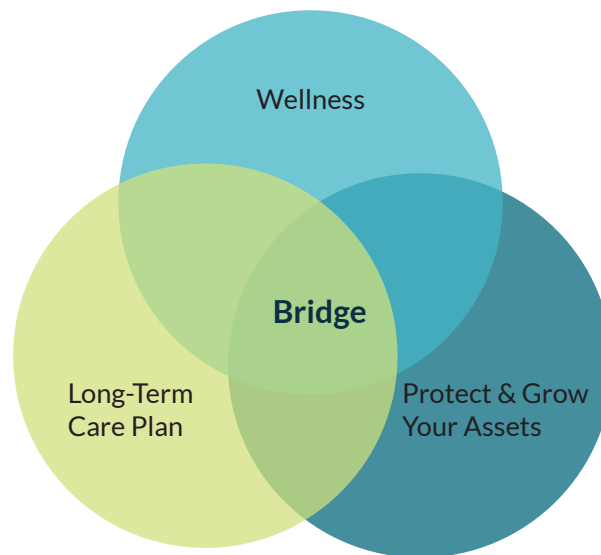 Wellness
Bridge
Long-Term
Care Plan
Protect & Grow
Your Assets